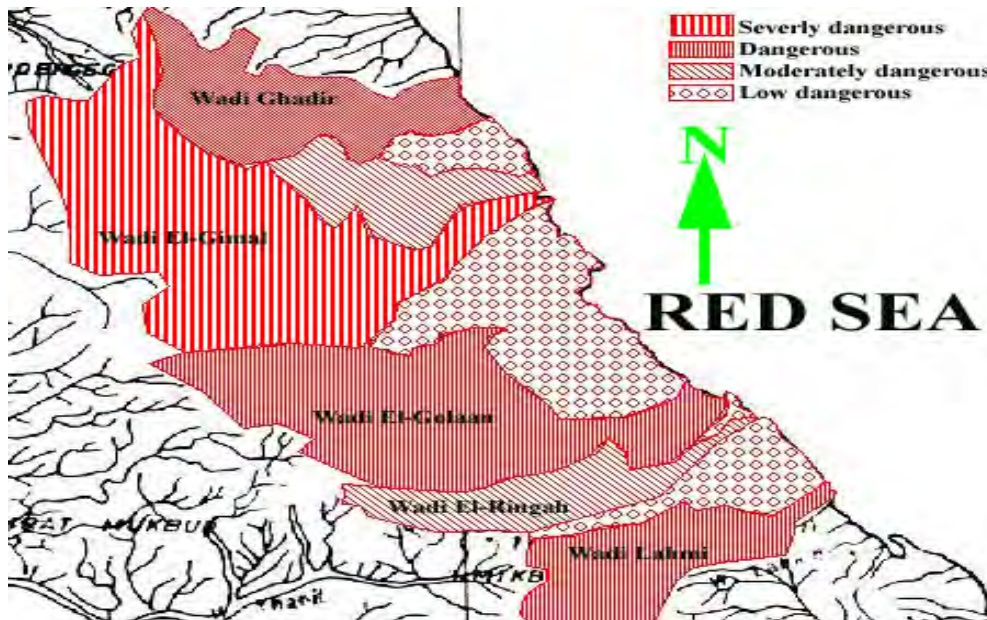 Severly dangerous
Dangerous
Moderately dangerous
Low dangerous
Wadi Ghadir
N
Wadi El-Gimal
RED SEA
Wadi El-Golaan
Wadi El-Ringah
Wadi Lahmi